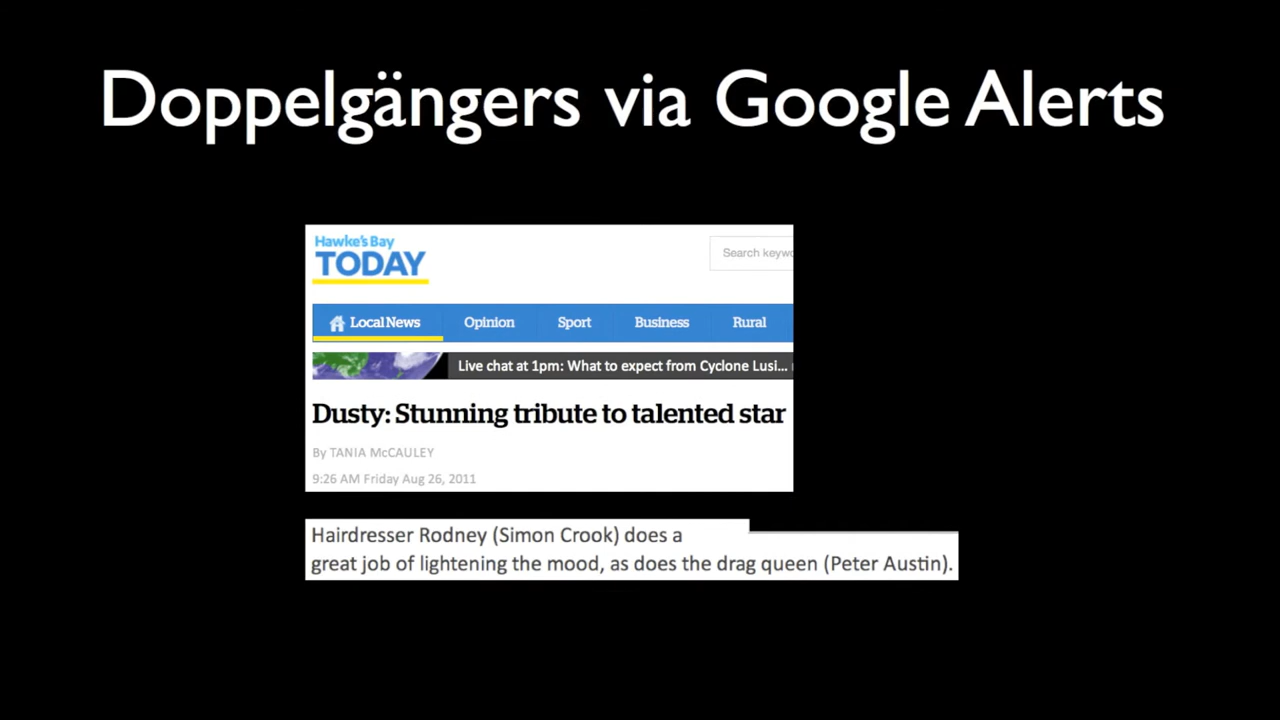 Doppelgängers via Google Alerts
Hawke's Bay
TODAY
Search keywo
Local News Opinion Sport Business Rural
Live chat at 1pm: What to expect from Cyclone Lusi...
Dusty: Stunning tribute to talented star
By TANIA McCAULEY
9:26 AM Friday Aug 26, 2011
Hairdresser Rodney (Simon Crook) does a
great job of lightening the mood, as does the drag queen (Peter Austin).